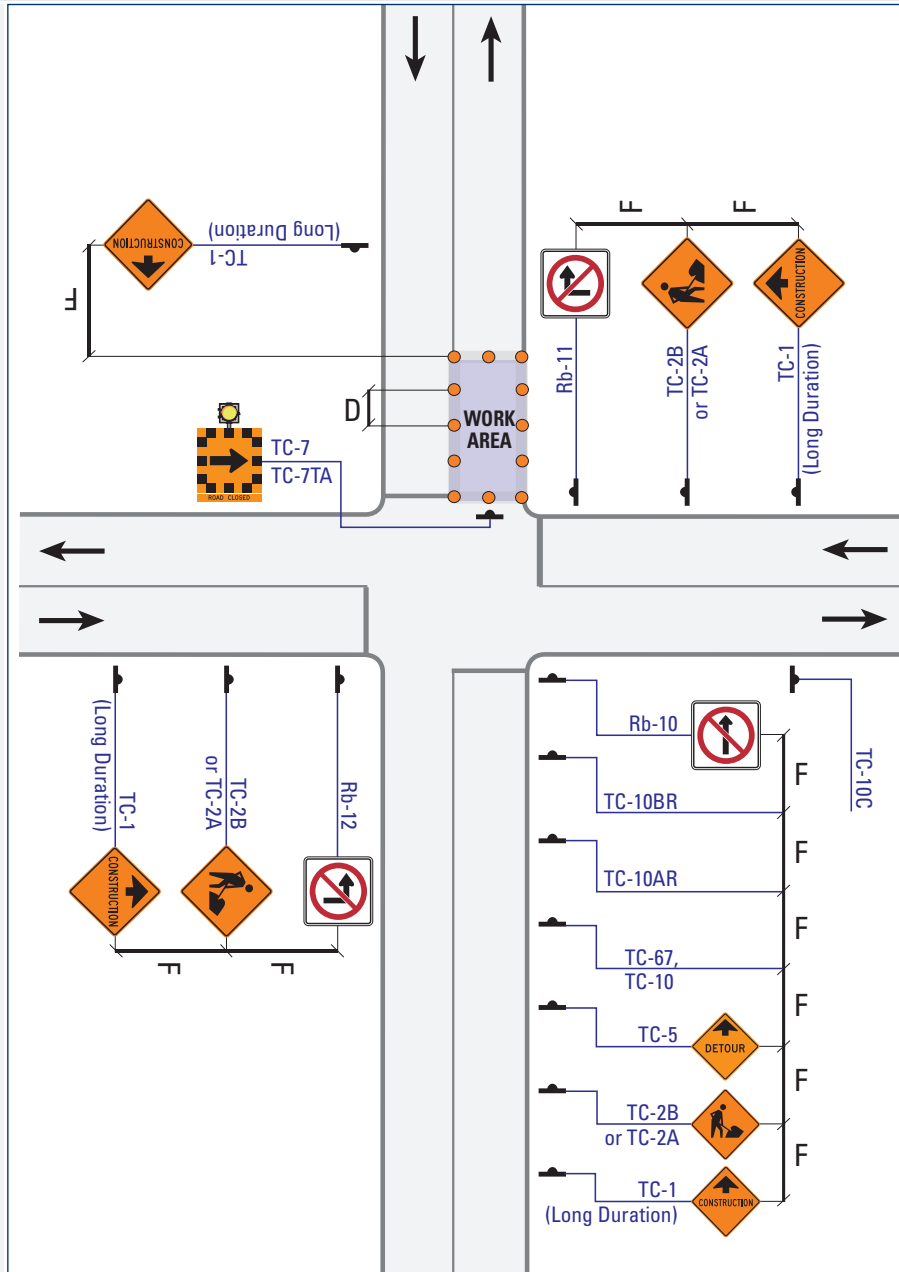 CONSTRUCTION
TC-1
(Long Duration)
F
D
TC-7
TC-7TA
ROAD CLOSED
WORK
AREA
F
F
Rb-11
TC-2B
or TC-2A
CONSTRUCTION
TC-1
(Long Duration)
TC-1
(Long Duration)
CONSTRUCTION
TC-2B
or TC-2A
Rb-12
F
F
Rb-10
TC-10C
F
TC-10BR
F
TC-10AR
F
TC-67,
TC-10
F
TC-5
DETOUR
F
TC-2B
or TC-2A
F
TC-1
(Long Duration)
CONSTRUCTION